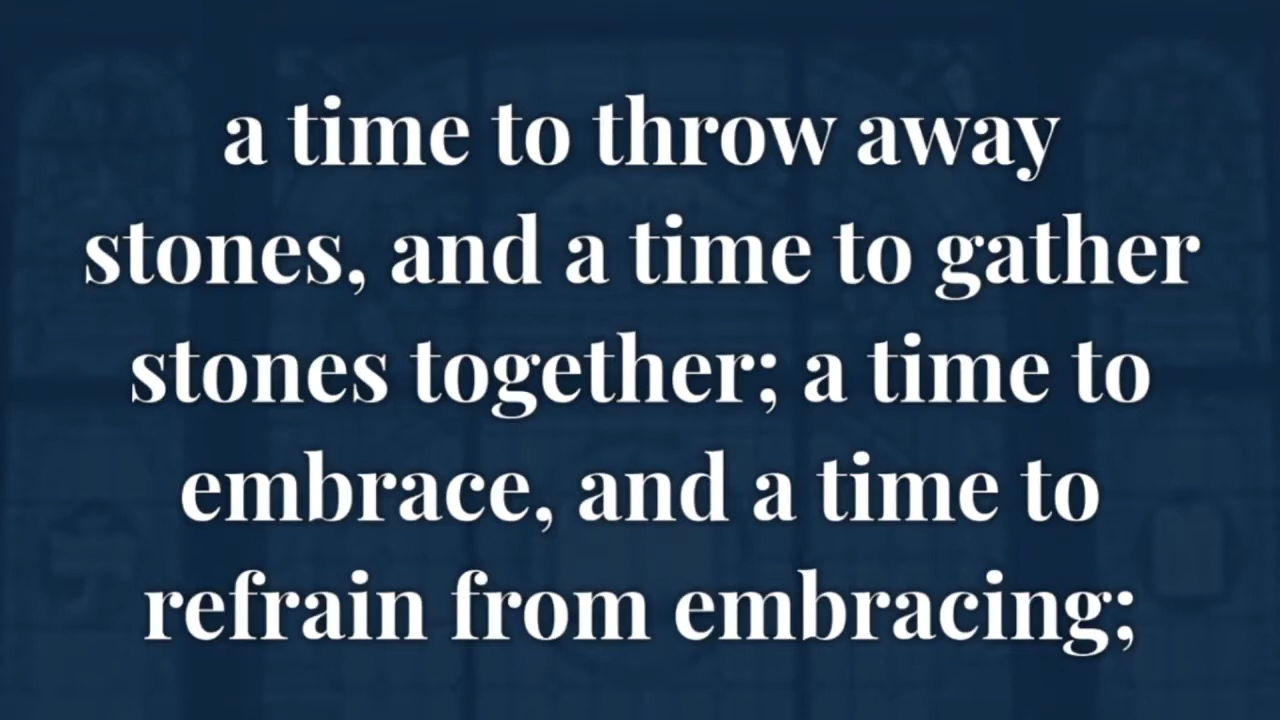 a time to throw away
stones, and a time to gather
stones together; a time to
embrace, and a time to
refrain from embracing;